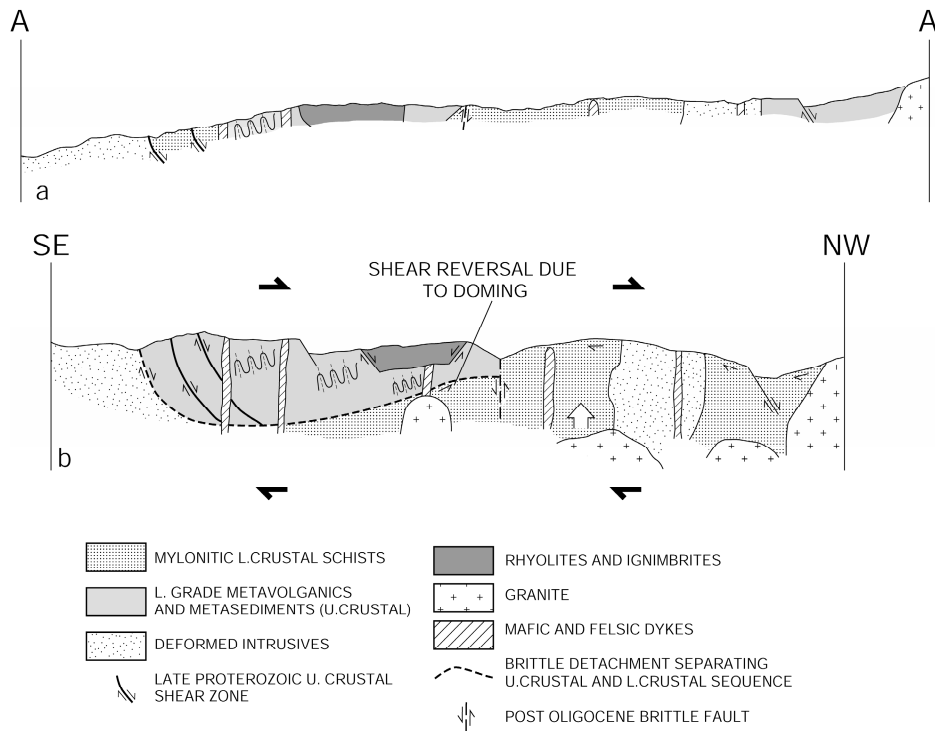 A
A
a
SE
NW
SHEAR REVERSAL DUE
TO DOMING
b
MYLONITIC L.CRUSTAL SCHISTS
L. GRADE METAVOLGANICS
AND METASEDIMENTS (U.CRUSTAL)
DEFORMED INTRUSIVES
LATE PROTEROZOIC U. CRUSTAL
SHEAR ZONE
RHYOLITES AND IGNIMBRITES
GRANITE
MAFIC AND FELSIC DYKES
BRITTLE DETACHMENT SEPARATING
U.CRUSTAL AND L.CRUSTAL SEQUENCE
POST OLIGOCENE BRITTLE FAULT